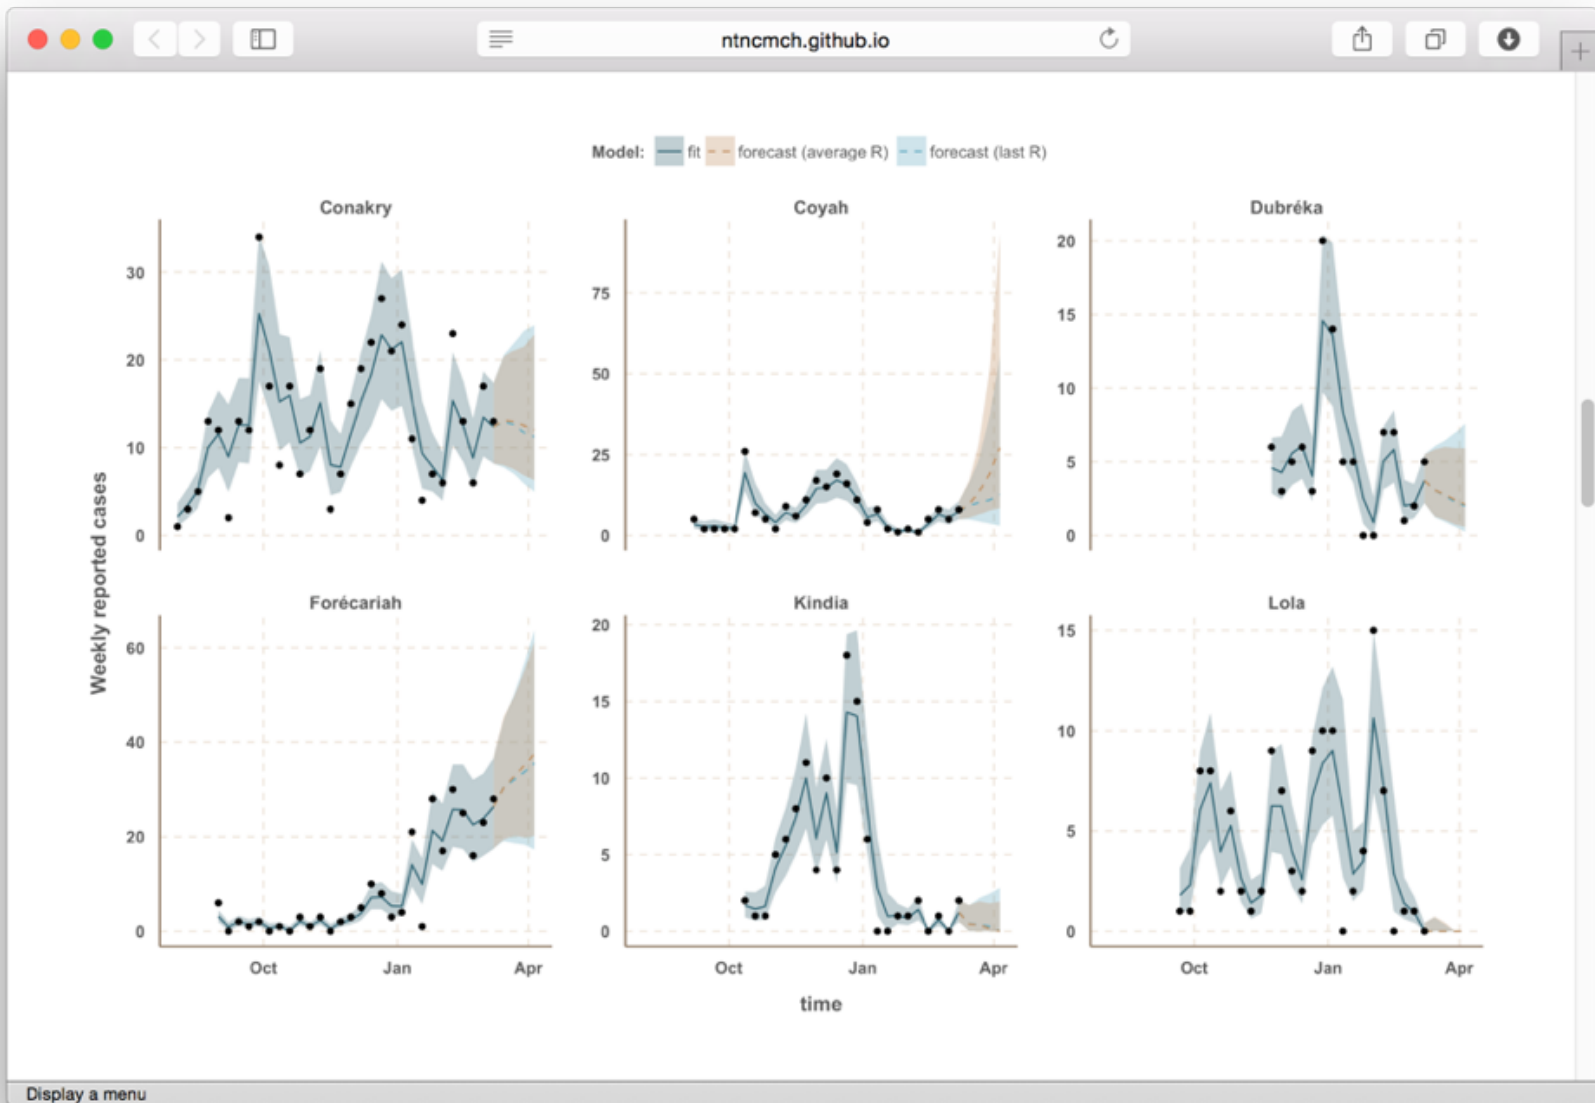 ntncmch.github.io
Model: fit forecast (average R) forecast (last R)
Conakry
Coyah
Dubréka
30
20
10
0
75
50
25
0
20
15
10
5
0
Weekly reported cases
Forécariah
Kindia
Lola
60
40
20
0
20
15
10
5
0
15
10
5
0
Oct Jan Apr
Oct Jan Apr
Oct Jan Apr
time
Display a menu